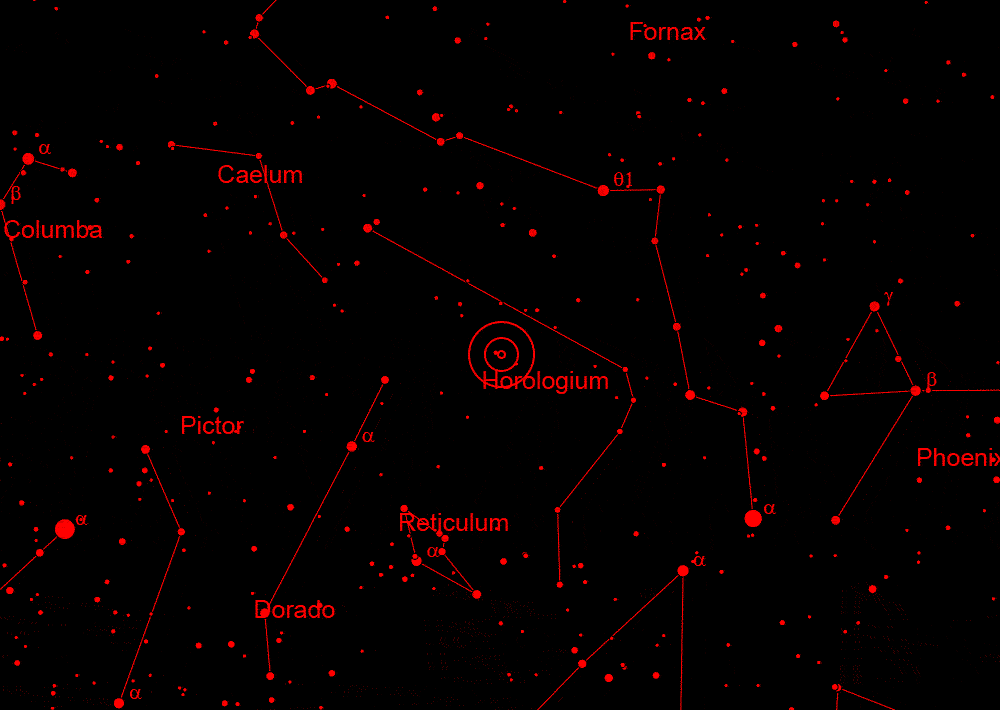 Fornax
α
Caelum
θ1
β
Columba
γ
Horologium
β
Pictor
α
Phoenix
α
Reticulum
α
α
α
Dorado
α